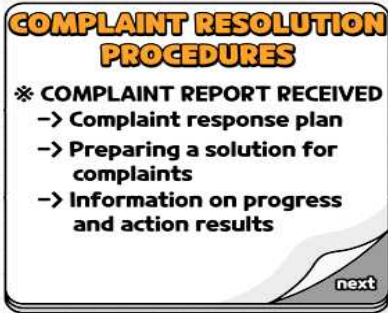 COMPLAINT RESOLUTION
PROCEDURES
※ COMPLAINT REPORT RECEIVED
-> Complaint response plan
-> Preparing a solution for
complaints
-> Information on progress
and action results
next